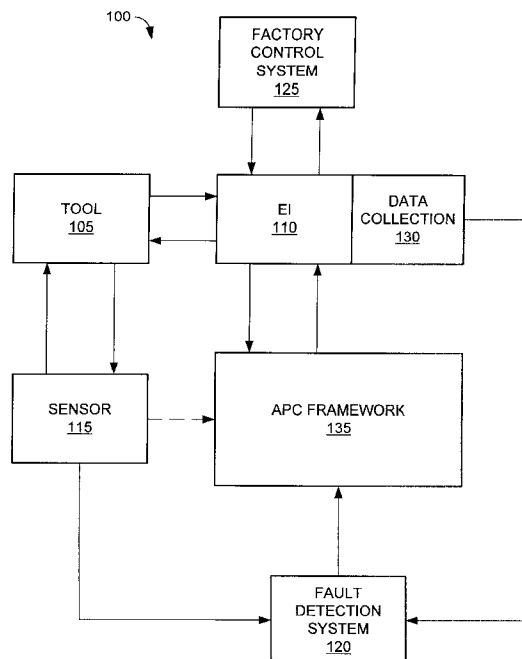 100
FACTORY
CONTROL
SYSTEM
125
TOOL
105
EI
110
DATA
COLLECTION
130
SENSOR
115
APC FRAMEWORK
135
FAULT
DETECTION
SYSTEM
120